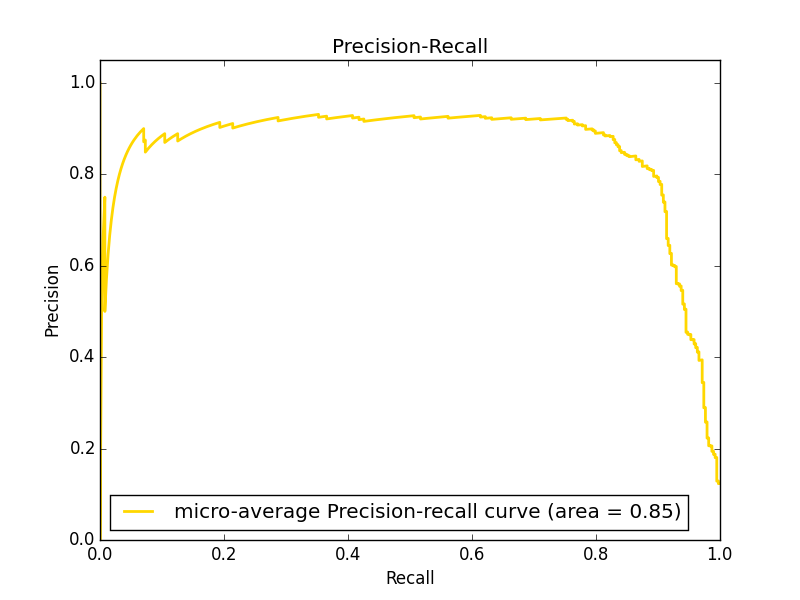 Precision-Recall
1.0
0.8
0.6
0.4
0.2
0.0
Precision
micro-average Precision-recall curve (area = 0.85)
0.0 0.2 0.4 0.6 0.8 1.0
Recall